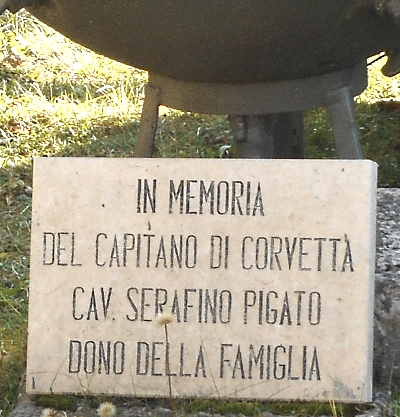 IN MEMORIA
DEL CAPITANO DI CORVETTA
CAV. SERAFINO PIGATO
DONO DELLA FAMIGLIA